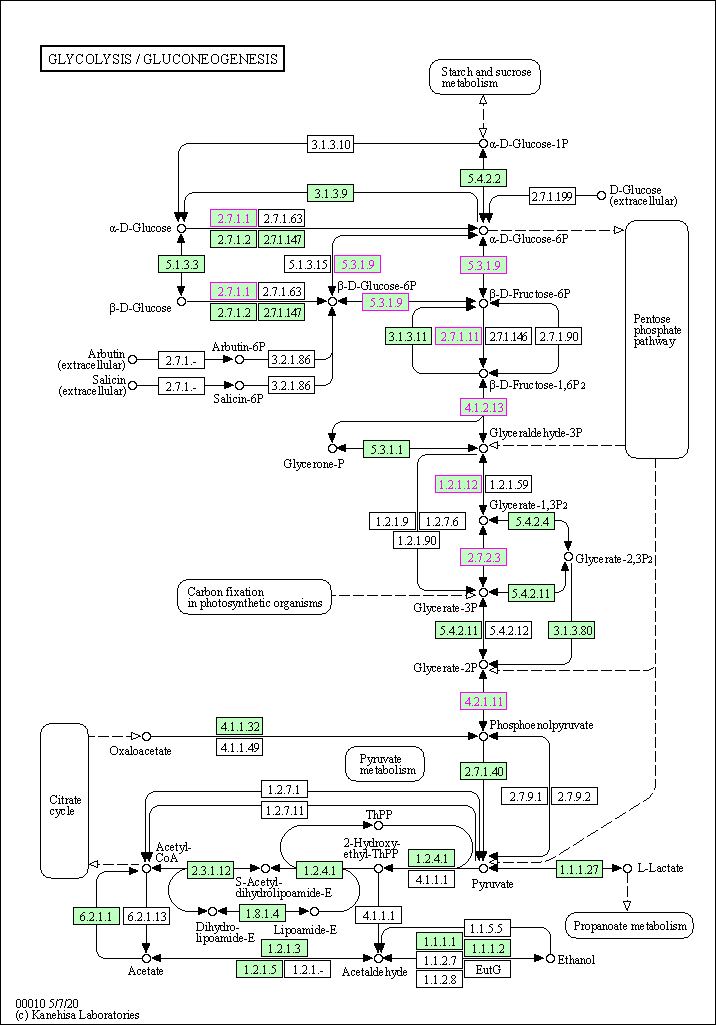 GLYCOLYSIS / GLUCONEOGENESIS
Starch and sucrose
metabolism
3.1.3.10
α-D-Glucose-1P
5.4.2.2
3.1.3.9
2.7.1.199
D-Glucose
(extracellular)
2.7.1.1
2.7.1.63
α-D-Glucose
2.7.1.2
2.7.1.147
α-D-Glucose-6P
5.1.3.3
5.1.3.15
5.3.1.9
5.3.1.9
2.7.1.1
2.7.1.63
β-D-Glucose-6P
β-D-Fructose-6P
β-D-Glucose
2.7.1.2
2.7.1.147
5.3.1.9
Pentose
phosphate
pathway
3.1.3.11
2.7.1.11
2.7.1.146
2.7.1.90
Arbutin
(extracellular)
2.7.1.-
Arbutin-6P
3.2.1.86
Salicin
(extracellular)
2.7.1.-
Salicin-6P
3.2.1.86
β-D-Fructose-1,6P2
4.1.2.13
Glyceraldehyde-3P
5.3.1.1
Glycerone-P
1.2.1.12
1.2.1.59
Glycerate-1,3P2
1.2.1.9
1.2.7.6
5.4.2.4
1.2.1.90
2.7.2.3
Glycerate-2,3P2
Carbon fixation
in photosynthetic organisms
5.4.2.11
Glycerate-3P
5.4.2.11
5.4.2.12
3.1.3.80
Glycerate-2P
4.2.1.11
4.1.1.32
Phosphoenolpyruvate
Oxaloacetate
4.1.1.49
Pyruvate
metabolism
2.7.1.40
Citrate
cycle
1.2.7.1
2.7.9.1
2.7.9.2
1.2.7.11
ThPP
Acetyl-
CoA
2-Hydroxy-
ethyl-ThPP
2.3.1.12
1.2.4.1
1.2.4.1
4.1.1.1
Pyruvate
1.1.1.27
L-Lactate
S-Acetyl-
dihydrolipoamide-E
6.2.1.1
6.2.1.13
1.8.1.4
4.1.1.1
Dihydro-
lipoamide-E
Lipoamide-E
Propanoate metabolism
1.1.5.5
1.2.1.3
1.1.1.1
1.1.1.2
Acetate
1.2.1.5
1.2.1.-
Acetaldehyde
1.1.2.7
Ethanol
1.1.2.8
EutG
00010 5/7/20
(c) Kanehisa Laboratories